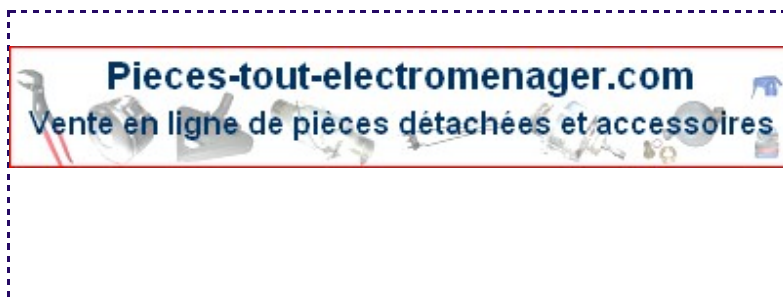 Pieces-tout-electromenager.com
Vente en ligne de pièces détachées et accessoires